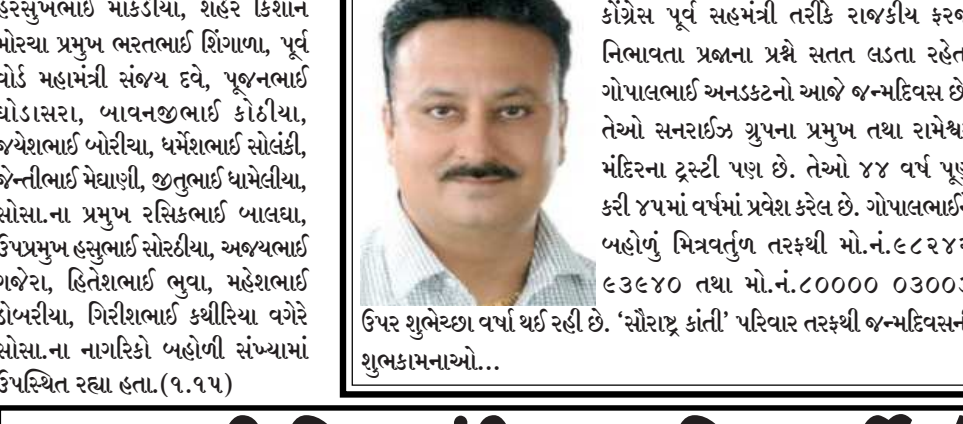 હરસુખભાઇ માકડીયા, શહેર કિશાન
મોરચા પ્રમુખ ભરતભાઈ શિંગાળા, પૂર્વ
વોર્ડ મહામંત્રી સંજય દવે, પૂજનભાઈ
ઘોડાસરા, બાવનજીભાઈ કોઠીયા,
જયેશભાઈ બોરીચા, ધર્મેશભાઈ સોલંકી,
જેન્તીભાઈ મેઘાણી, જીતુભાઈ ધામેલીયા,
સોસા.ના પ્રમુખ રસિકભાઈ બાલધા,
ઉપપ્રમુખ હસુભાઈ સોરઠીયા, અજયભાઈ
ગજેરા, હિતેશભાઈ ભુવા, મહેશભાઈ
ડોબરીયા, ગિરીશભાઈ કથીરિયા વગેરે
સોસા.ના નાગરિકો બહોળી સંખ્યામાં
ઉપસ્થિત રહ્યા હતા.(૧.૧૫)
કોંગ્રેસ પૂર્વ સહમંત્રી તરીકે રાજકીય ફરજ
નિભાવતા પ્રજાના પ્રશ્ને સતત લડતા રહેતા
ગોપાલભાઈ અનડકટનો આજે જન્મદિવસ છે.
તેઓ સનરાઈઝ ગ્રુપના પ્રમુખ તથા રામેશ્વર
મંદિરના ટ્રસ્ટી પણ છે. તેઓ ૪૪ વર્ષ પૂર્ણ
કરી ૪૫માં વર્ષમાં પ્રવેશ કરેલ છે. ગોપાલભાઈને
બહોળું મિત્રવર્તુળ તરફથી મો.નં.૯૮૨૪૨
૯૩૯૪૦ તથા મો.નં.૮૦૦૦૦ ૦૩૦૦૩
ઉપર શુભેચ્છા વર્ષા થઈ રહી છે. ‘સૌરાષ્ટ્ર ક્રાંતી’ પરિવાર તરફથી જન્મદિવસની
શુભકામનાઓ...